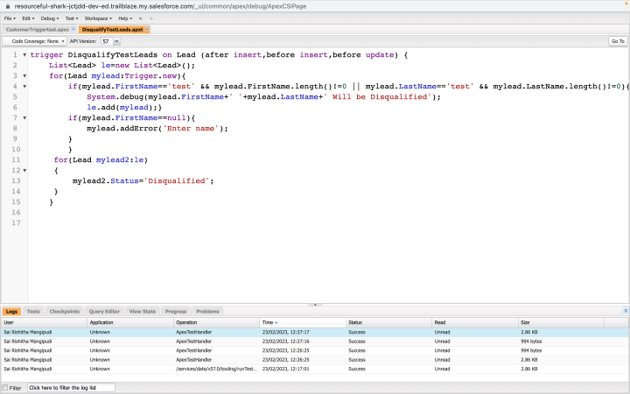 resourceful-shark-jctjdd-dev-ed.trailblaze.my.salesforce.com/_ui/common/apex/debug/ApexCSIPage
File Edit Debug Test Workspace Help < >
CustomerTriggertest.apxc DisqualifyTestLeads.apxt
Code Coverage: None API Version: 57 Go To
1 trigger DisqualifyTestLeads on Lead (after insert,before insert,before update) {
2 List<Lead> le=new List<Lead>();
3 for(Lead mylead:Trigger.new){
4 if(mylead.FirstName=='test' && mylead.FirstName.length()!=0 || mylead.LastName=='test' && mylead.LastName.length()!=0){
5 System.debug(mylead.FirstName+' '+mylead.LastName+' Will be Disqualified');
6 le.add(mylead);}
7 if(mylead.FirstName==null){
8 mylead.addError('Enter name');
9 }
10 }
11 for(Lead mylead2:le)
12 {
13 mylead2.Status='Disqualified';
14 }
15 }
16
17
Logs Tests Checkpoints Query Editor View State Progress Problems
User Application Operation Time Status Read Size
Sai Rishitha Mangipudi Unknown ApexTestHandler 23/02/2023, 12:27:17 Success Unread 2.86 KB
Sai Rishitha Mangipudi Unknown ApexTestHandler 23/02/2023, 12:27:16 Success Unread 994 bytes
Sai Rishitha Mangipudi Unknown ApexTestHandler 23/02/2023, 12:26:25 Success Unread 994 bytes
Sai Rishitha Mangipudi Unknown ApexTestHandler 23/02/2023, 12:26:25 Success Unread 2.86 KB
Sai Rishitha Mangipudi Unknown /services/data/v57.0/tooling/runTest... 23/02/2023, 12:17:01 Success Unread 2.86 KB
Filter Click here to filter the log list